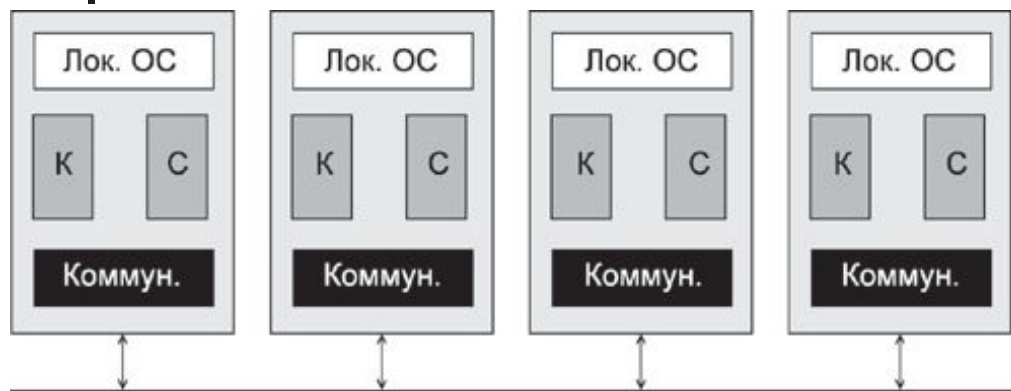 Лок. ОС Лок. ОС Лок. ОС Лок. ОС
К С К С К С К С
Коммун. Коммун. Коммун. Коммун.